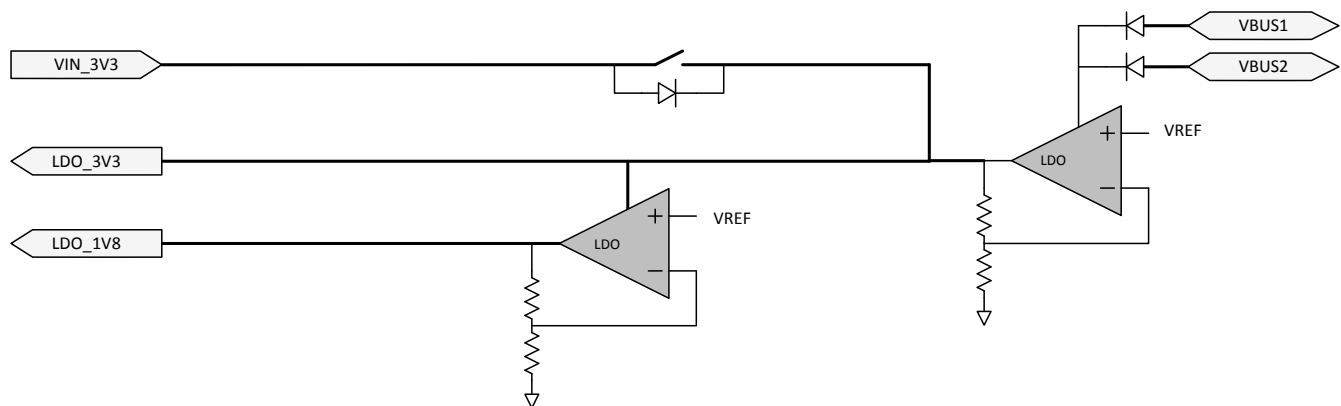 VBUS1
VIN_3V3
VBUS2
+
VREF
LDO_3V3
LDO
−
+
VREF
LDO_1V8
LDO
−